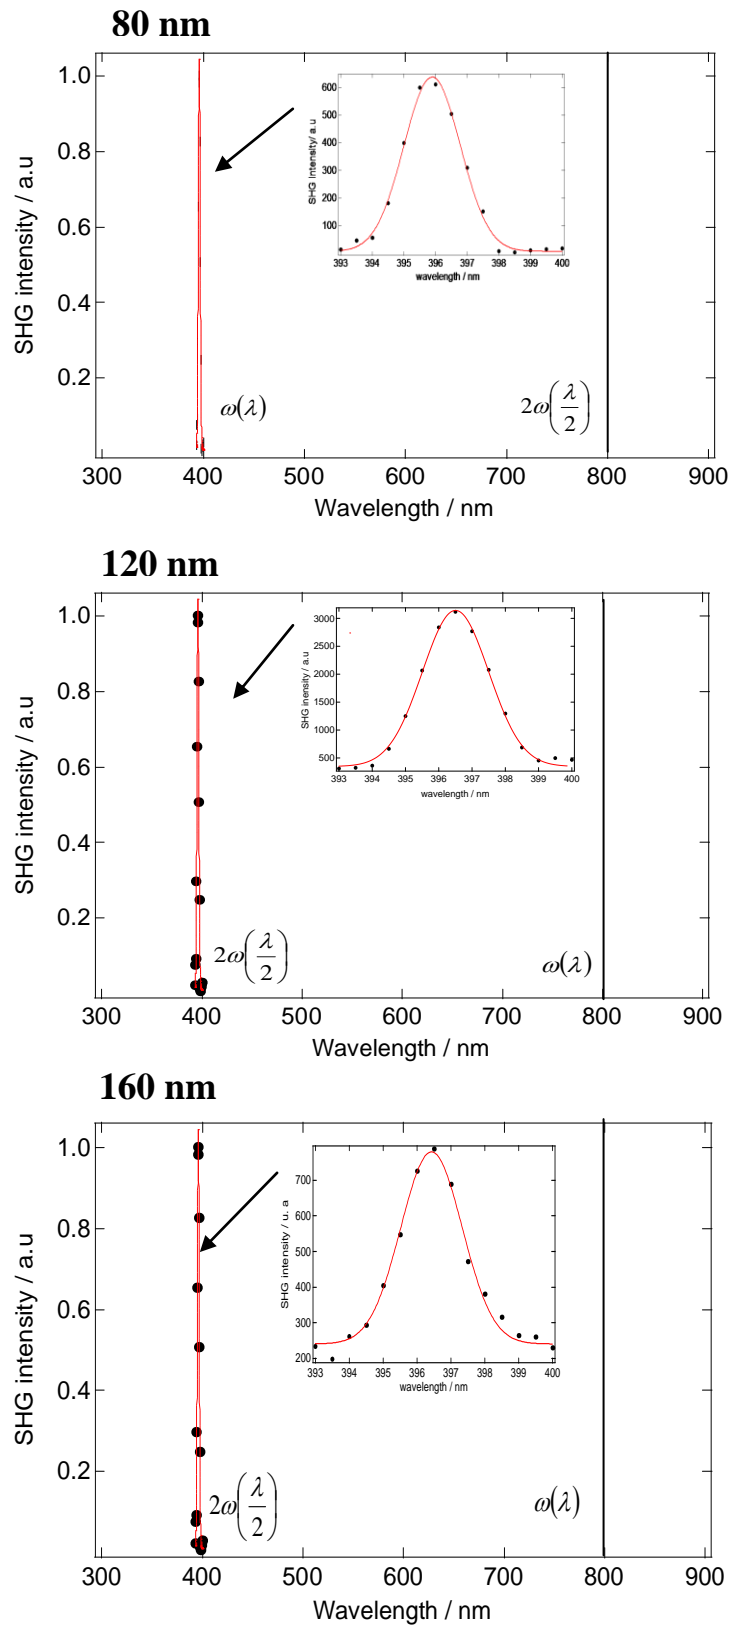 80 nm
SHG intensity / a.u
1.0
0.8
0.6
0.4
0.2
SHG Intensity/ a.u
600
500
400
300
200
100
393 394 395 396 397 398 399 400
wavelength / nm
ω(λ)
2ω(λ/2)
300 400 500 600 700 800 900
Wavelength / nm
120 nm
SHG intensity / a.u
1.0
0.8
0.6
0.4
0.2
SHG inensity / a.u
3000
2500
2000
1500
1000
500
393 394 395 396 397 398 399 400
wavelength / nm
2ω(λ/2)
ω(λ)
300 400 500 600 700 800 900
Wavelength / nm
160 nm
SHG intensity / a.u
1.0
0.8
0.6
0.4
0.2
SHG intensity / u. a
700
600
500
400
300
200
393 394 395 396 397 398 399 400
wavelength / nm
2ω(λ/2)
ω(λ)
300 400 500 600 700 800 900
Wavelength / nm